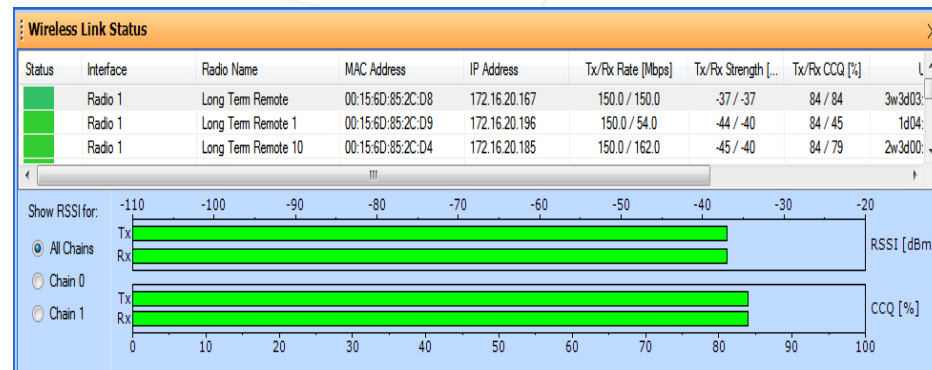 Wireless Link Status
Status Interface Radio Name MAC Address IP Address Tx/Rx Rate [Mbps] Tx/Rx Strength [... Tx/Rx CCQ [%] U
Radio 1 Long Term Remote 00:15:6D:85:2C:D8 172.16.20.167 150.0 / 150.0 -37 / -37 84 / 84 3w3d03:
Radio 1 Long Term Remote 1 00:15:6D:85:2C:D9 172.16.20.196 150.0 / 54.0 -44 / -40 84 / 45 1d04:
Radio 1 Long Term Remote 10 00:15:6D:85:2C:D4 172.16.20.185 150.0 / 162.0 -45 / -40 84 / 79 2w3d00:
Show RSSI for:
All Chains
Chain 0
Chain 1
-110 -100 -90 -80 -70 -60 -50 -40 -30 -20
Tx
Rx
RSSI [dBm
Tx
Rx
CCQ [%]
0 10 20 30 40 50 60 70 80 90 100